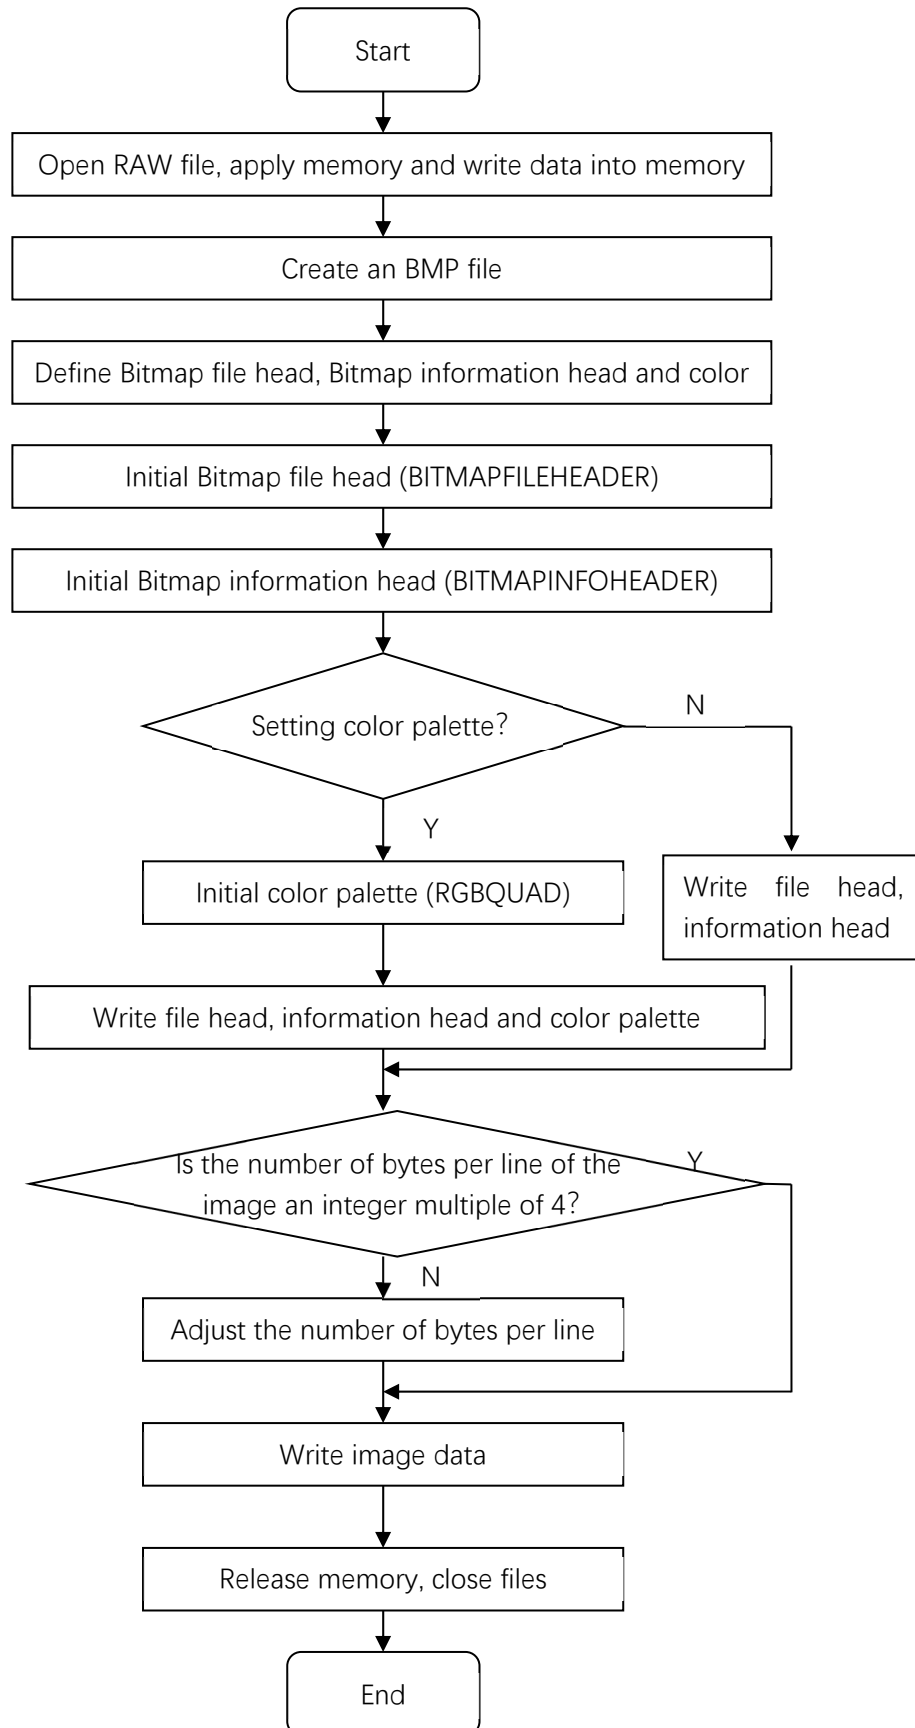 Start
Open RAW file, apply memory and write data into memory
Create an BMP file
Define Bitmap file head, Bitmap information head and color
Initial Bitmap file head (BITMAPFILEHEADER)
Initial Bitmap information head (BITMAPINFOHEADER)
Setting color palette?
N
Y
Initial color palette (RGBQUAD)
Write file head,
information head
Write file head, information head and color palette
Is the number of bytes per line of the
image an integer multiple of 4?
Y
N
Adjust the number of bytes per line
Write image data
Release memory, close files
End